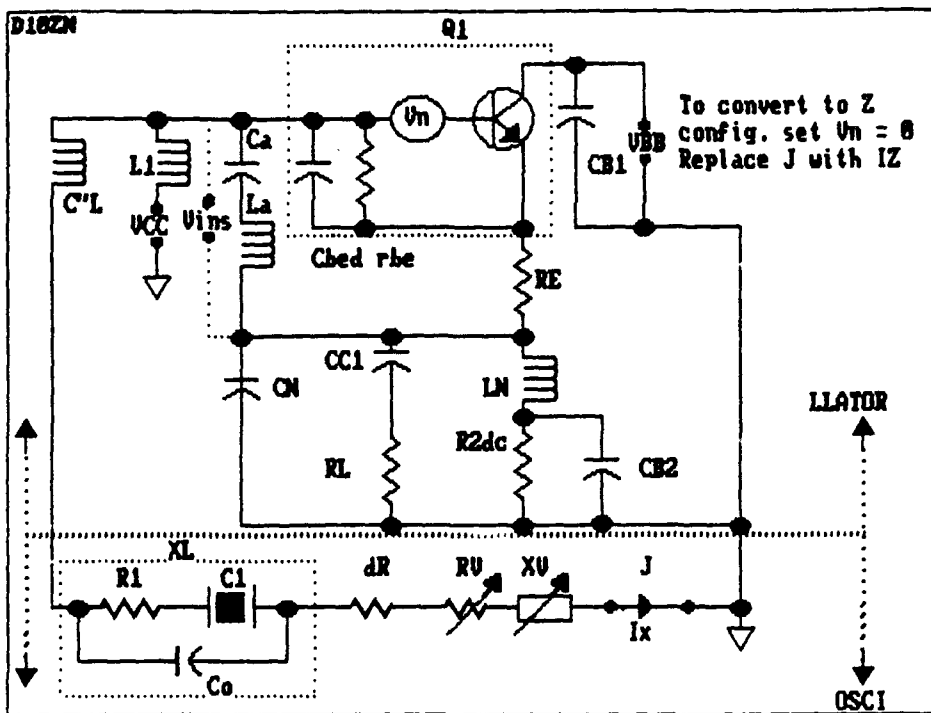 D10ZN
Q1
Vn
To convert to Z
config. set Vn = 0
Replace J with IZ
VBB
CB1
Ca
L1
C"L
VCC
Vins
La
Cbed rbe
RE
CC1
CN
LN
LLATOR
R2dc
RL
CB2
XL
R1
C1
dR
RV
XV
J
Ix
Co
OSCI